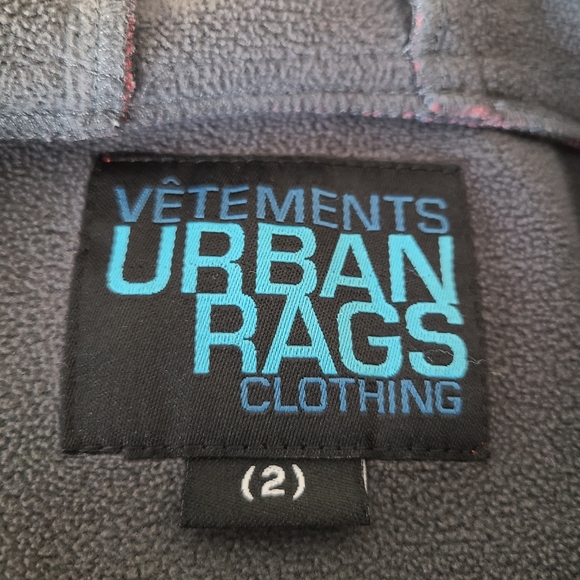 VÊTEMENTS
URBAN
RAGS
CLOTHING
(2)